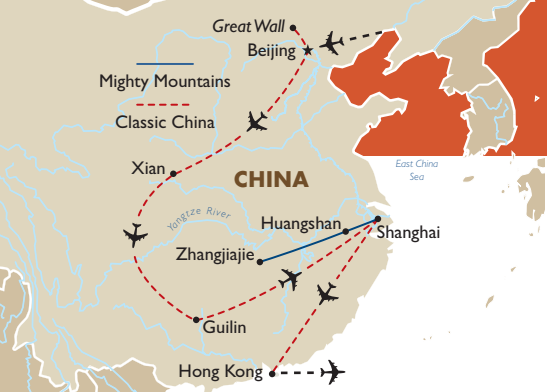 Great Wall
Beijing
Mighty Mountains
Classic China
East China
Sea
Xian
CHINA
Yangtze River
Huangshan
Shanghai
Zhangjiajie
Guilin
Hong Kong